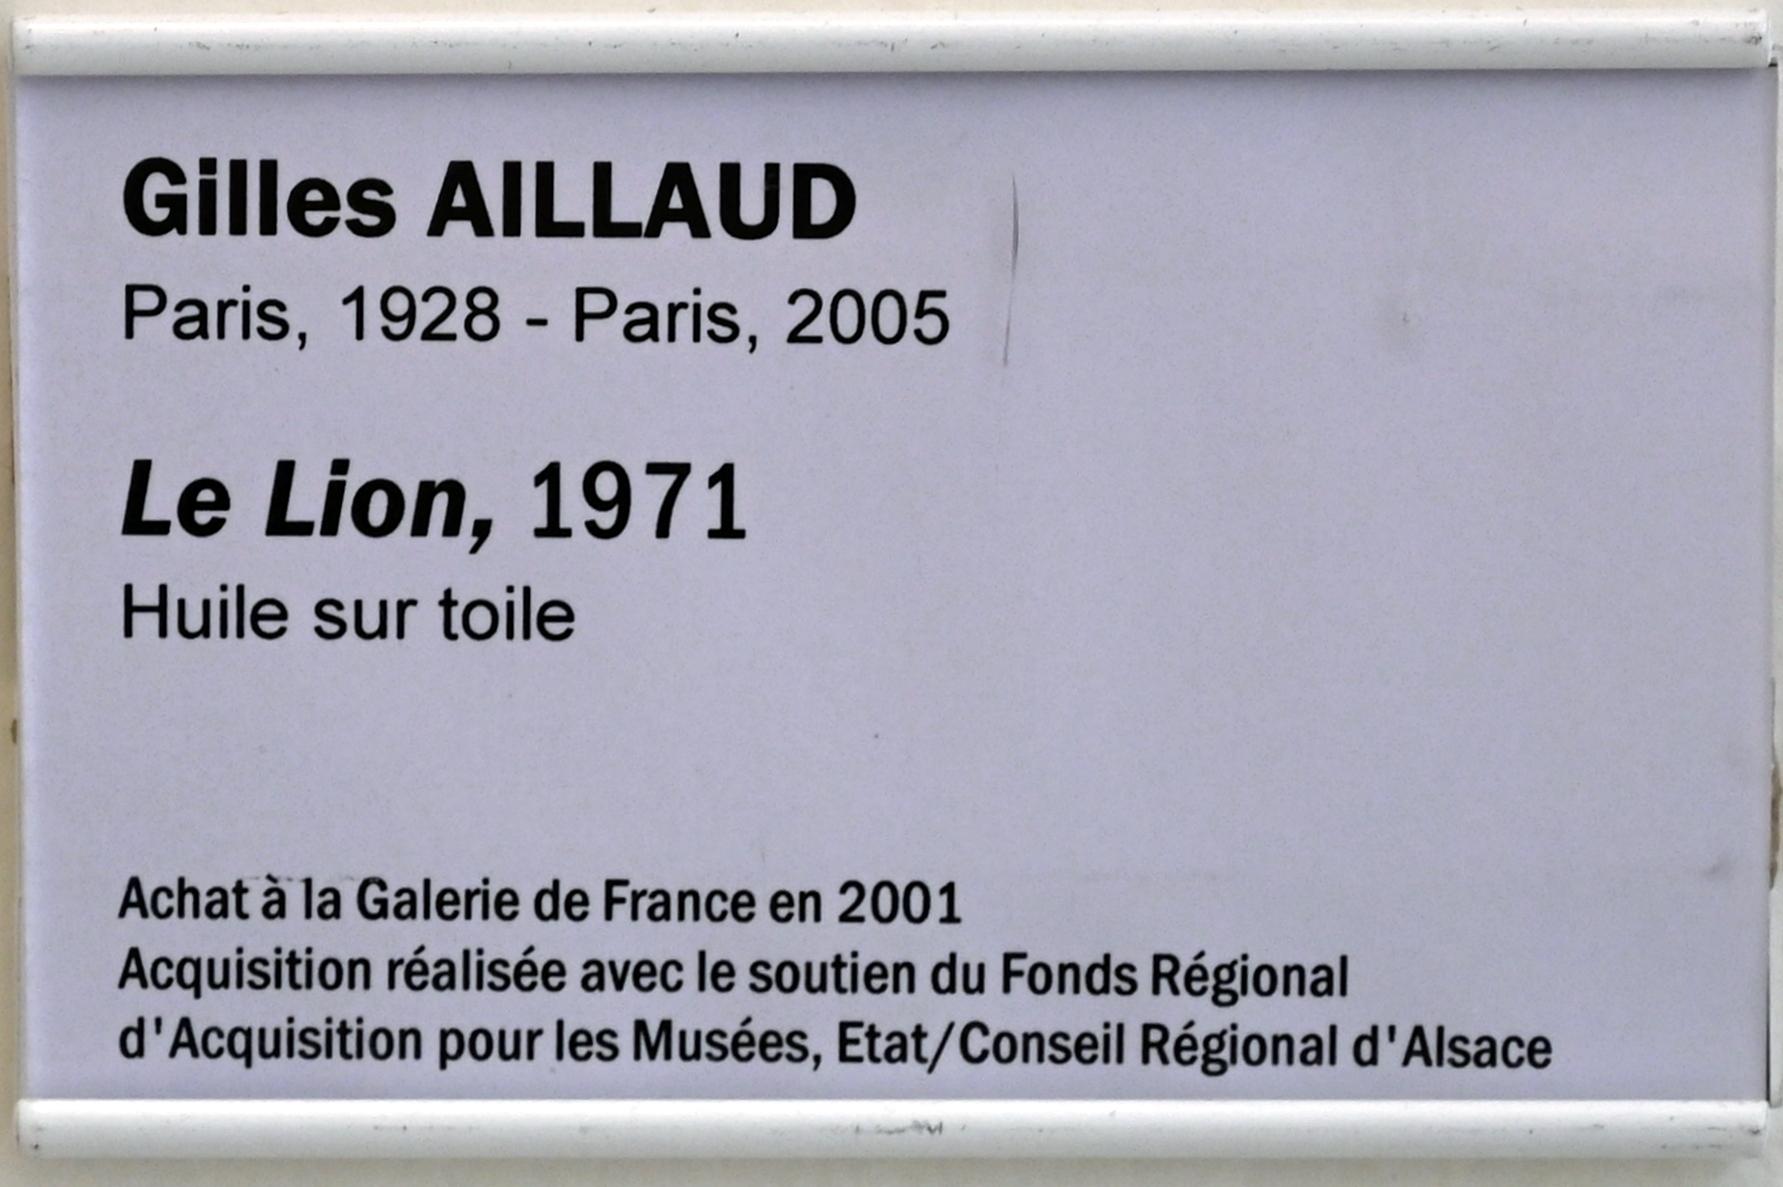 Gilles AILLAUD
Paris, 1928 - Paris, 2005
Le Lion, 1971
Huile sur toile
Achat à la Galerie de France en 2001
Acquisition réalisée avec le soutien du Fonds Régional
d'Acquisition pour les Musées, Etat/Conseil Régional d'Alsace